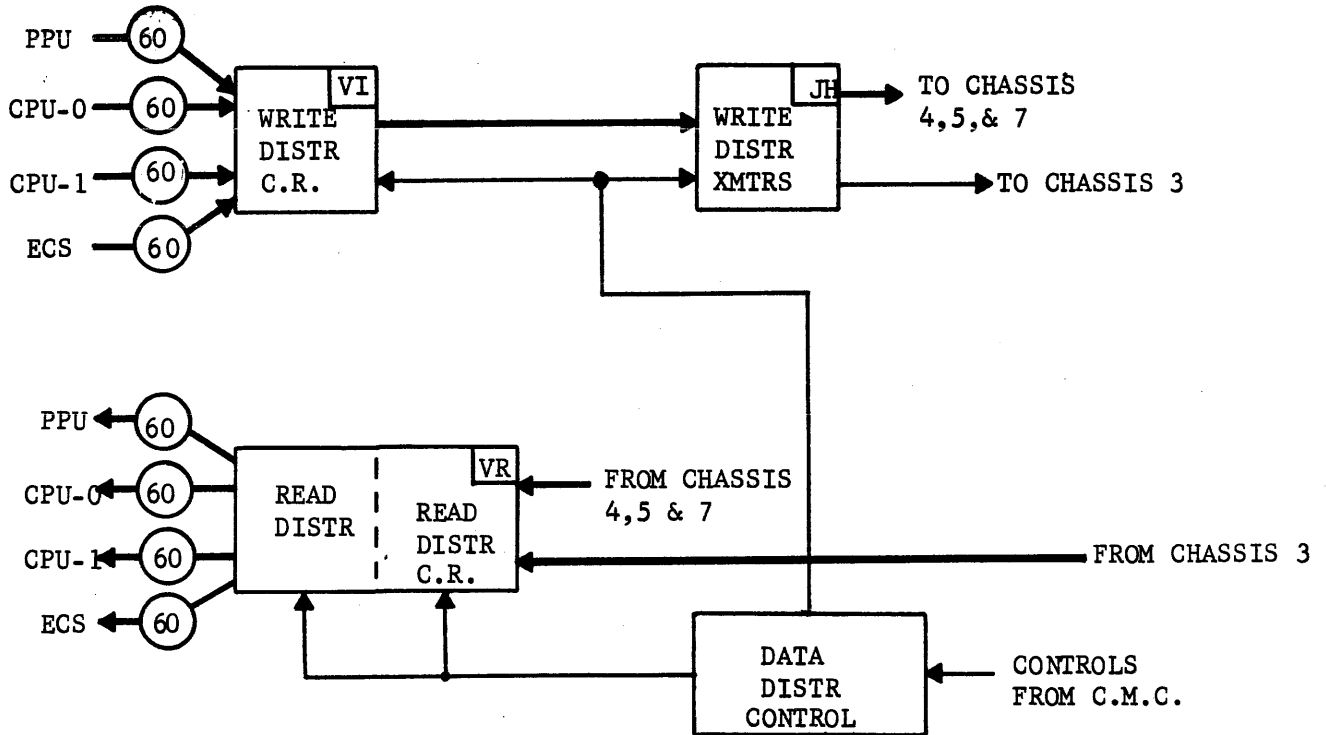 PPU 60
CPU-0 60
CPU-1 60
ECS 60
VI
WRITE
DISTR
C.R.
JH
WRITE
DISTR
XMTRS
TO CHASSIS
4,5,& 7
TO CHASSIS 3
PPU 60
CPU-0 60
CPU-1 60
ECS 60
READ
DISTR
VR
READ
DISTR
C.R.
FROM CHASSIS
4,5 & 7
FROM CHASSIS 3
DATA
DISTR
CONTROL
CONTROLS
FROM C.M.C.